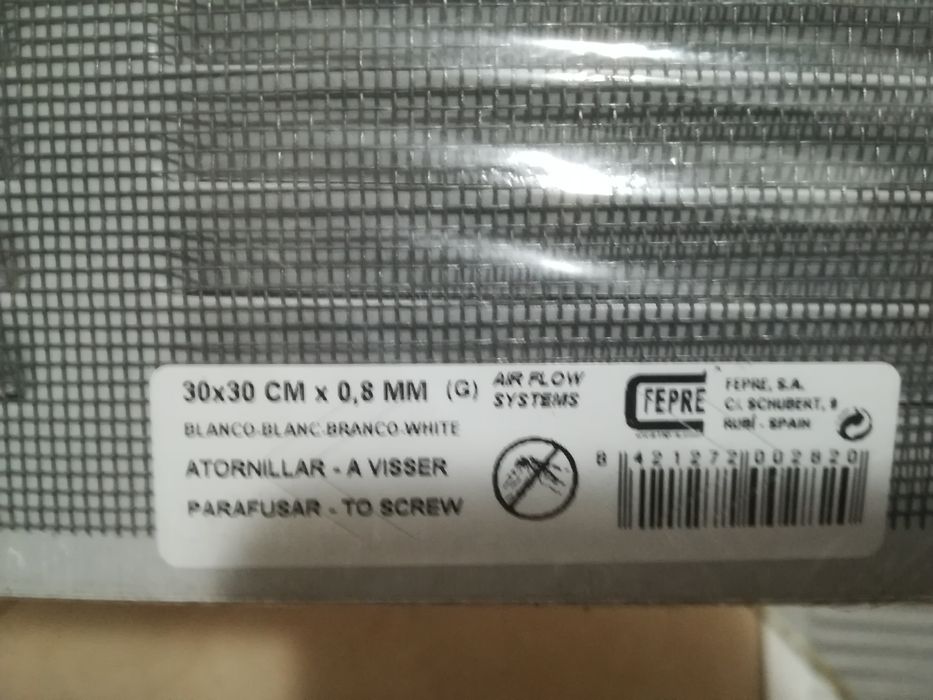 30x30 CM x 0,8 MM (G)
AIR FLOW
SYSTEMS
BLANCO-BLANC-BRANCO-WHITE
ATORNILLAR - A VISSER
PARAFUSAR - TO SCREW
FEPRE
FEPRE, S.A.
C/. SCHUBERT, 8
RUBÍ - SPAIN
8 421272 002820